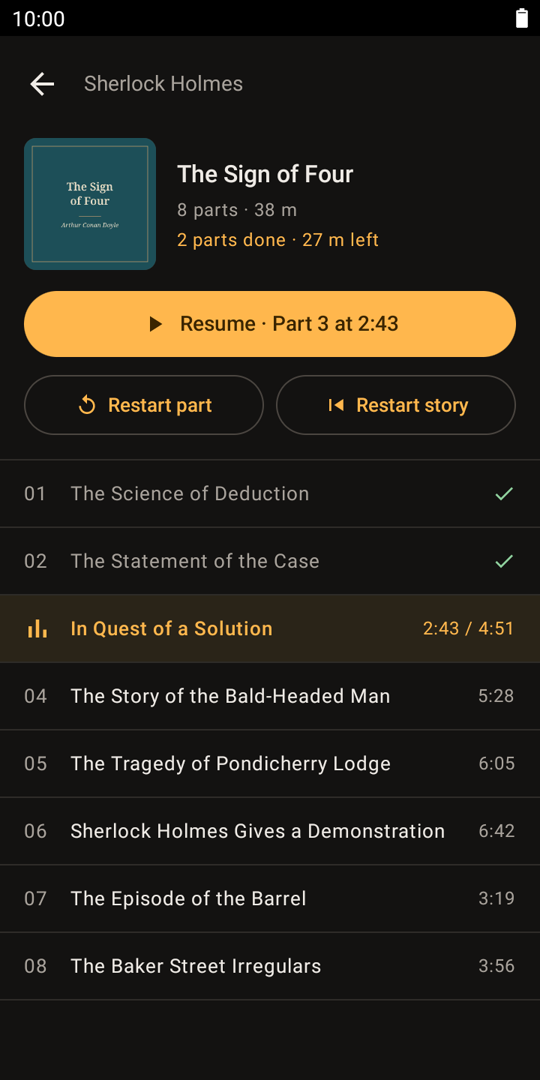 10:00
Sherlock Holmes
The Sign
of Four
Arthur Conan Doyle
The Sign of Four
8 parts · 38 m
2 parts done · 27 m left
Resume · Part 3 at 2:43
Restart part
Restart story
01 The Science of Deduction
02 The Statement of the Case
In Quest of a Solution 2:43 / 4:51
04 The Story of the Bald-Headed Man 5:28
05 The Tragedy of Pondicherry Lodge 6:05
06 Sherlock Holmes Gives a Demonstration 6:42
07 The Episode of the Barrel 3:19
08 The Baker Street Irregulars 3:56